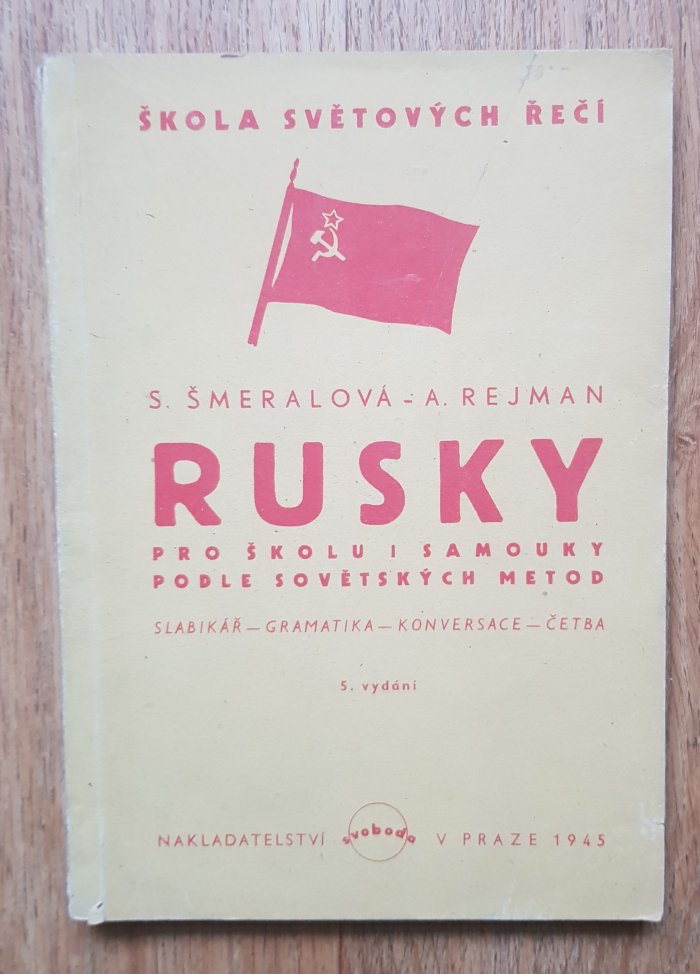 ŠKOLA SVĚTOVÝCH ŘEČÍ
S. ŠMERALOVÁ - A. REJMAN
RUSKY
PRO ŠKOLU I SAMOUKY
PODLE SOVĚTSKÝCH METOD
SLABIKÁŘ — GRAMATIKA — KONVERSACE — ČETBA
5. vydání
NAKLADATELSTVÍ svoboda V PRAZE 1945